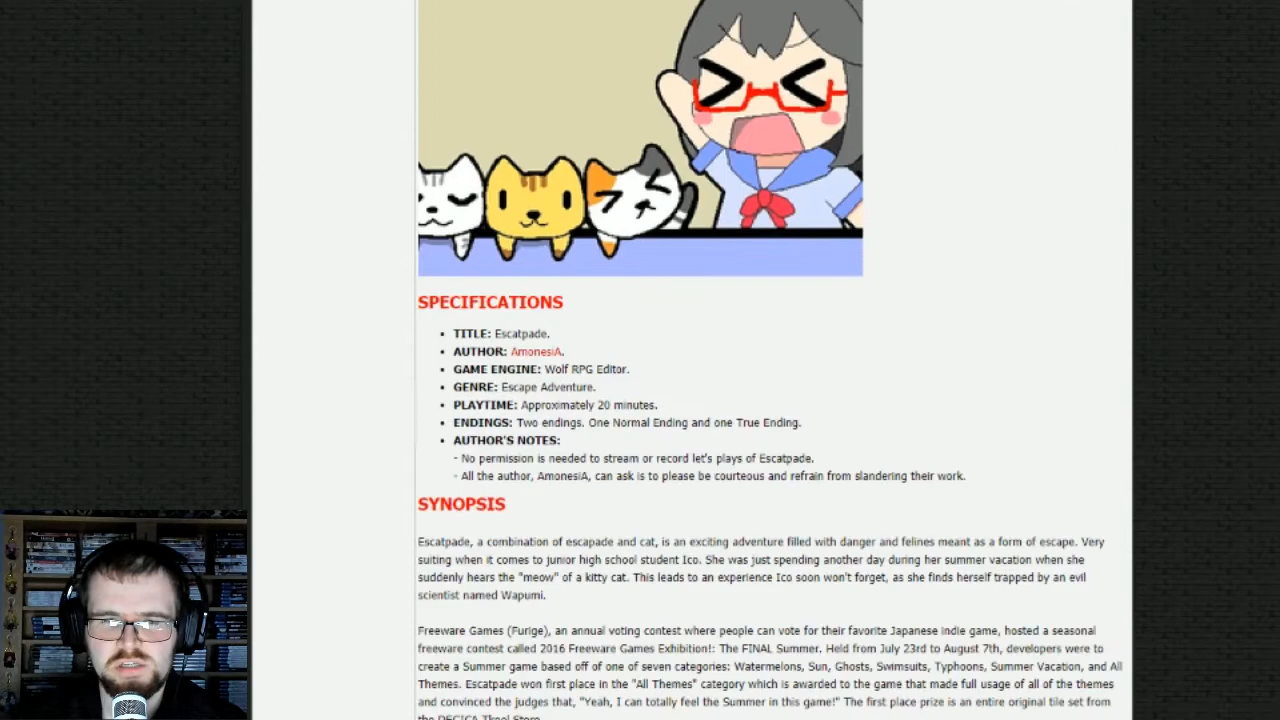 SPECIFICATIONS
• TITLE: Escatpade.
• AUTHOR: AmonesiA.
• GAME ENGINE: Wolf RPG Editor.
• GENRE: Escape Adventure.
• PLAYTIME: Approximately 20 minutes.
• ENDINGS: Two endings. One Normal Ending and one True Ending.
• AUTHOR'S NOTES:
- No permission is needed to stream or record let's plays of Escatpade.
- All the author, AmonesiA, can ask is to please be courteous and refrain from slandering their work.
SYNOPSIS
Escatpade, a combination of escapade and cat, is an exciting adventure filled with danger and felines meant as a form of escape. Very
suiting when it comes to junior high school student Ico. She was just spending another day during her summer vacation when she
suddenly hears the "meow" of a kitty cat. This leads to an experience Ico soon won't forget, as she finds herself trapped by an evil
scientist named Wapumi.
Freeware Games (Furige), an annual voting contest where people can vote for their favorite Japanese indie game, hosted a seasonal
freeware contest called 2016 Freeware Games Exhibition!: The FINAL Summer. Held from July 23rd to August 7th, developers were to
create a Summer game based off of one of seven categories: Watermelons, Sun, Ghosts, Swimsuits, Typhoons, Summer Vacation, and All
Themes. Escatpade won first place in the "All Themes" category which is awarded to the game that made full usage of all of the themes
and convinced the judges that, "Yeah, I can totally feel the Summer in this game!" The first place prize is an entire original tile set from
the DEGICA Tkool Store.